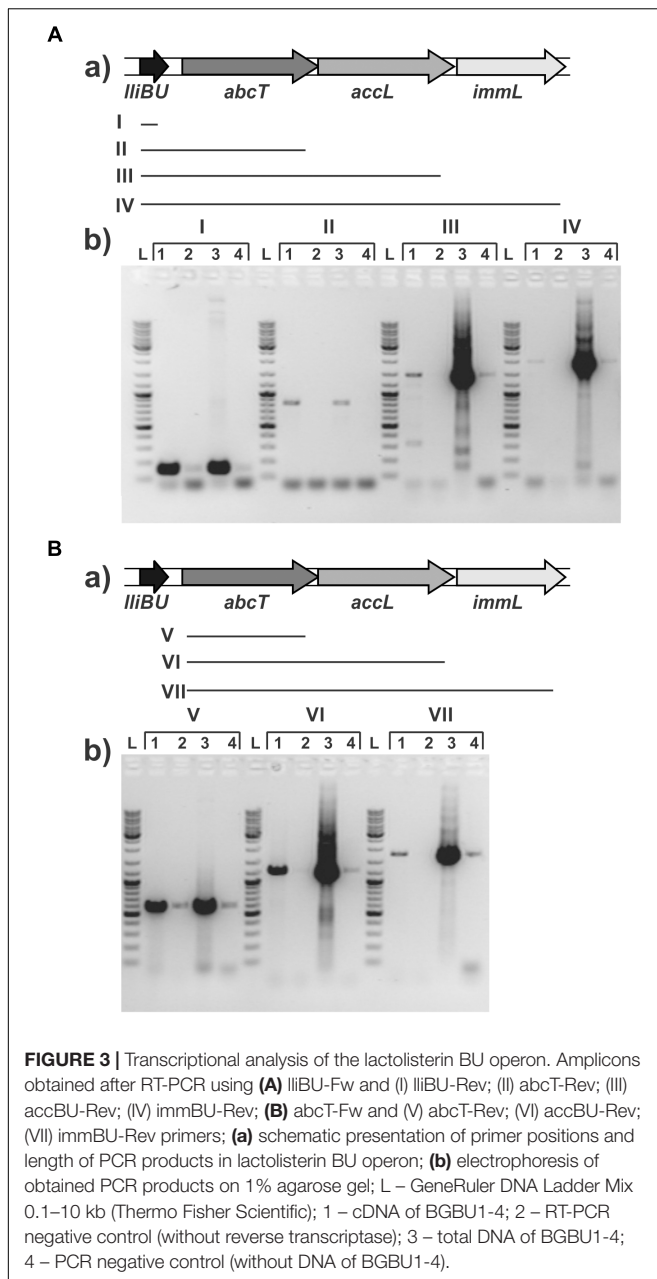 A
a)
lliBU abcT accL immL
I
II
III
IV
b) I II III IV
L 1 2 3 4 L 1 2 3 4 L 1 2 3 4 L 1 2 3 4
B
a)
lliBU abcT accL immL
V
VI
VII
V VI VII
b) L 1 2 3 4 L 1 2 3 4 L 1 2 3 4
FIGURE 3 | Transcriptional analysis of the lactolisterin BU operon. Amplicons
obtained after RT-PCR using (A) lliBU-Fw and (I) lliBU-Rev; (II) abcT-Rev; (III)
accBU-Rev; (IV) immBU-Rev; (B) abcT-Fw and (V) abcT-Rev; (VI) accBU-Rev;
(VII) immBU-Rev primers; (a) schematic presentation of primer positions and
length of PCR products in lactolisterin BU operon; (b) electrophoresis of
obtained PCR products on 1% agarose gel; L – GeneRuler DNA Ladder Mix
0.1–10 kb (Thermo Fisher Scientific); 1 – cDNA of BGBU1-4; 2 – RT-PCR
negative control (without reverse transcriptase); 3 – total DNA of BGBU1-4;
4 – PCR negative control (without DNA of BGBU1-4).